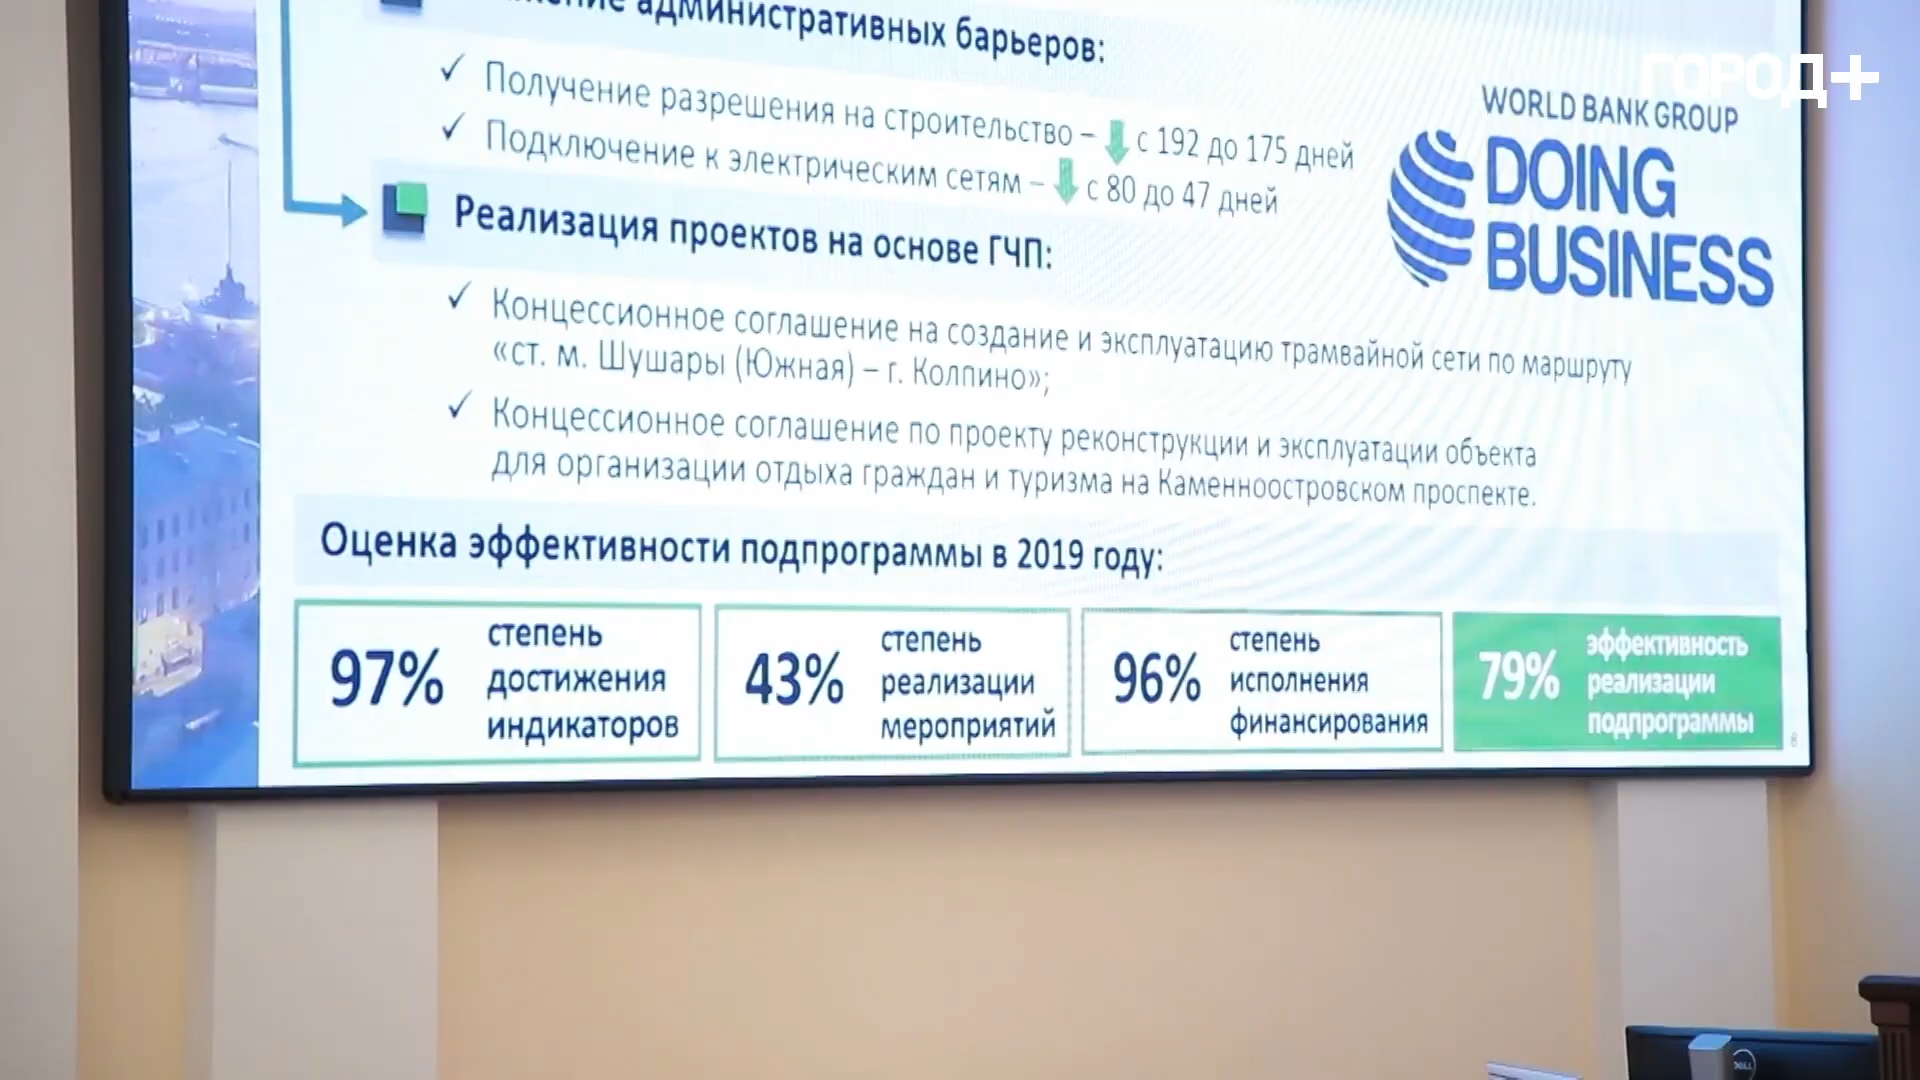 административных барьеров:
✓ Получение разрешения на строительство – с 192 до 175 дней
✓ Подключение к электрическим сетям – с 80 до 47 дней
Реализация проектов на основе ГЧП:
✓ Концессионное соглашение на создание и эксплуатацию трамвайной сети по маршруту
«ст. м. Шушары (Южная) – г. Колпино»;
✓ Концессионное соглашение по проекту реконструкции и эксплуатации объекта
для организации отдыха граждан и туризма на Каменноостровском проспекте.
ГОРОД+
WORLD BANK GROUP
DOING
BUSINESS
Оценка эффективности подпрограммы в 2019 году:
97%
степень
достижения
индикаторов
43%
степень
реализации
мероприятий
96%
степень
исполнения
финансирования
79%
эффективность
реализации
подпрограммы
DELL